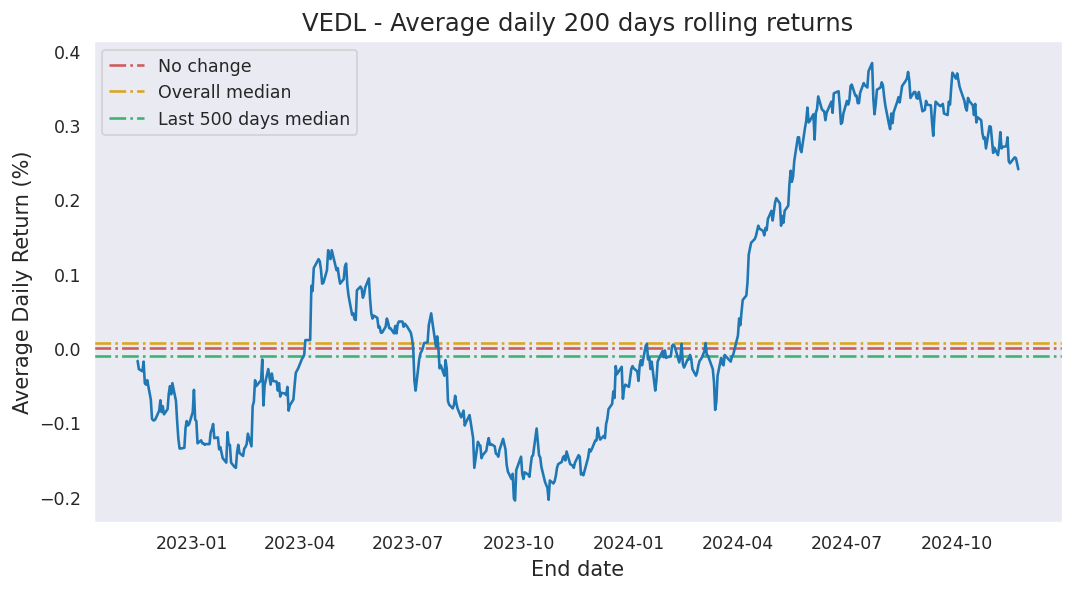 VEDL - Average daily 200 days rolling returns
No change
Overall median
Last 500 days median
Average Daily Return (%)
0.4
0.3
0.2
0.1
0.0
−0.1
−0.2
2023-01 2023-04 2023-07 2023-10 2024-01 2024-04 2024-07 2024-10
End date